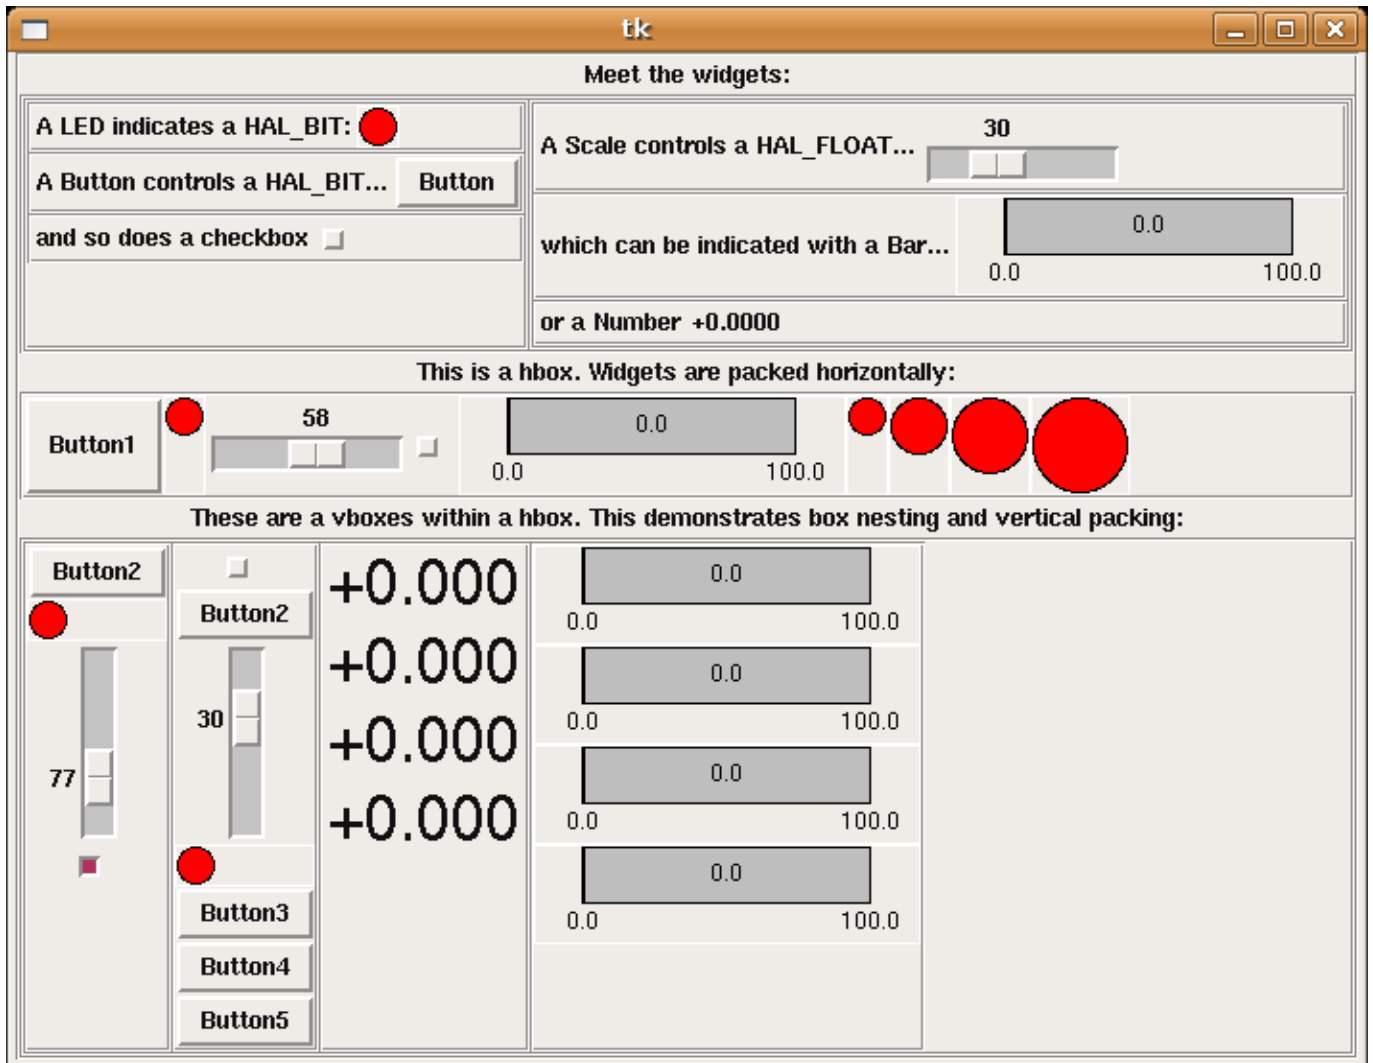 tk
Meet the widgets:
A LED indicates a HAL_BIT:
A Button controls a HAL_BIT... Button
and so does a checkbox
A Scale controls a HAL_FLOAT... 30
which can be indicated with a Bar... 0.0
0.0 100.0
or a Number +0.0000
This is a hbox. Widgets are packed horizontally:
Button1 58 0.0
0.0 100.0
These are a vboxes within a hbox. This demonstrates box nesting and vertical packing:
Button2
77
Button2
30
Button3
Button4
Button5
+0.000
+0.000
+0.000
+0.000
0.0
0.0 100.0
0.0
0.0 100.0
0.0
0.0 100.0
0.0
0.0 100.0